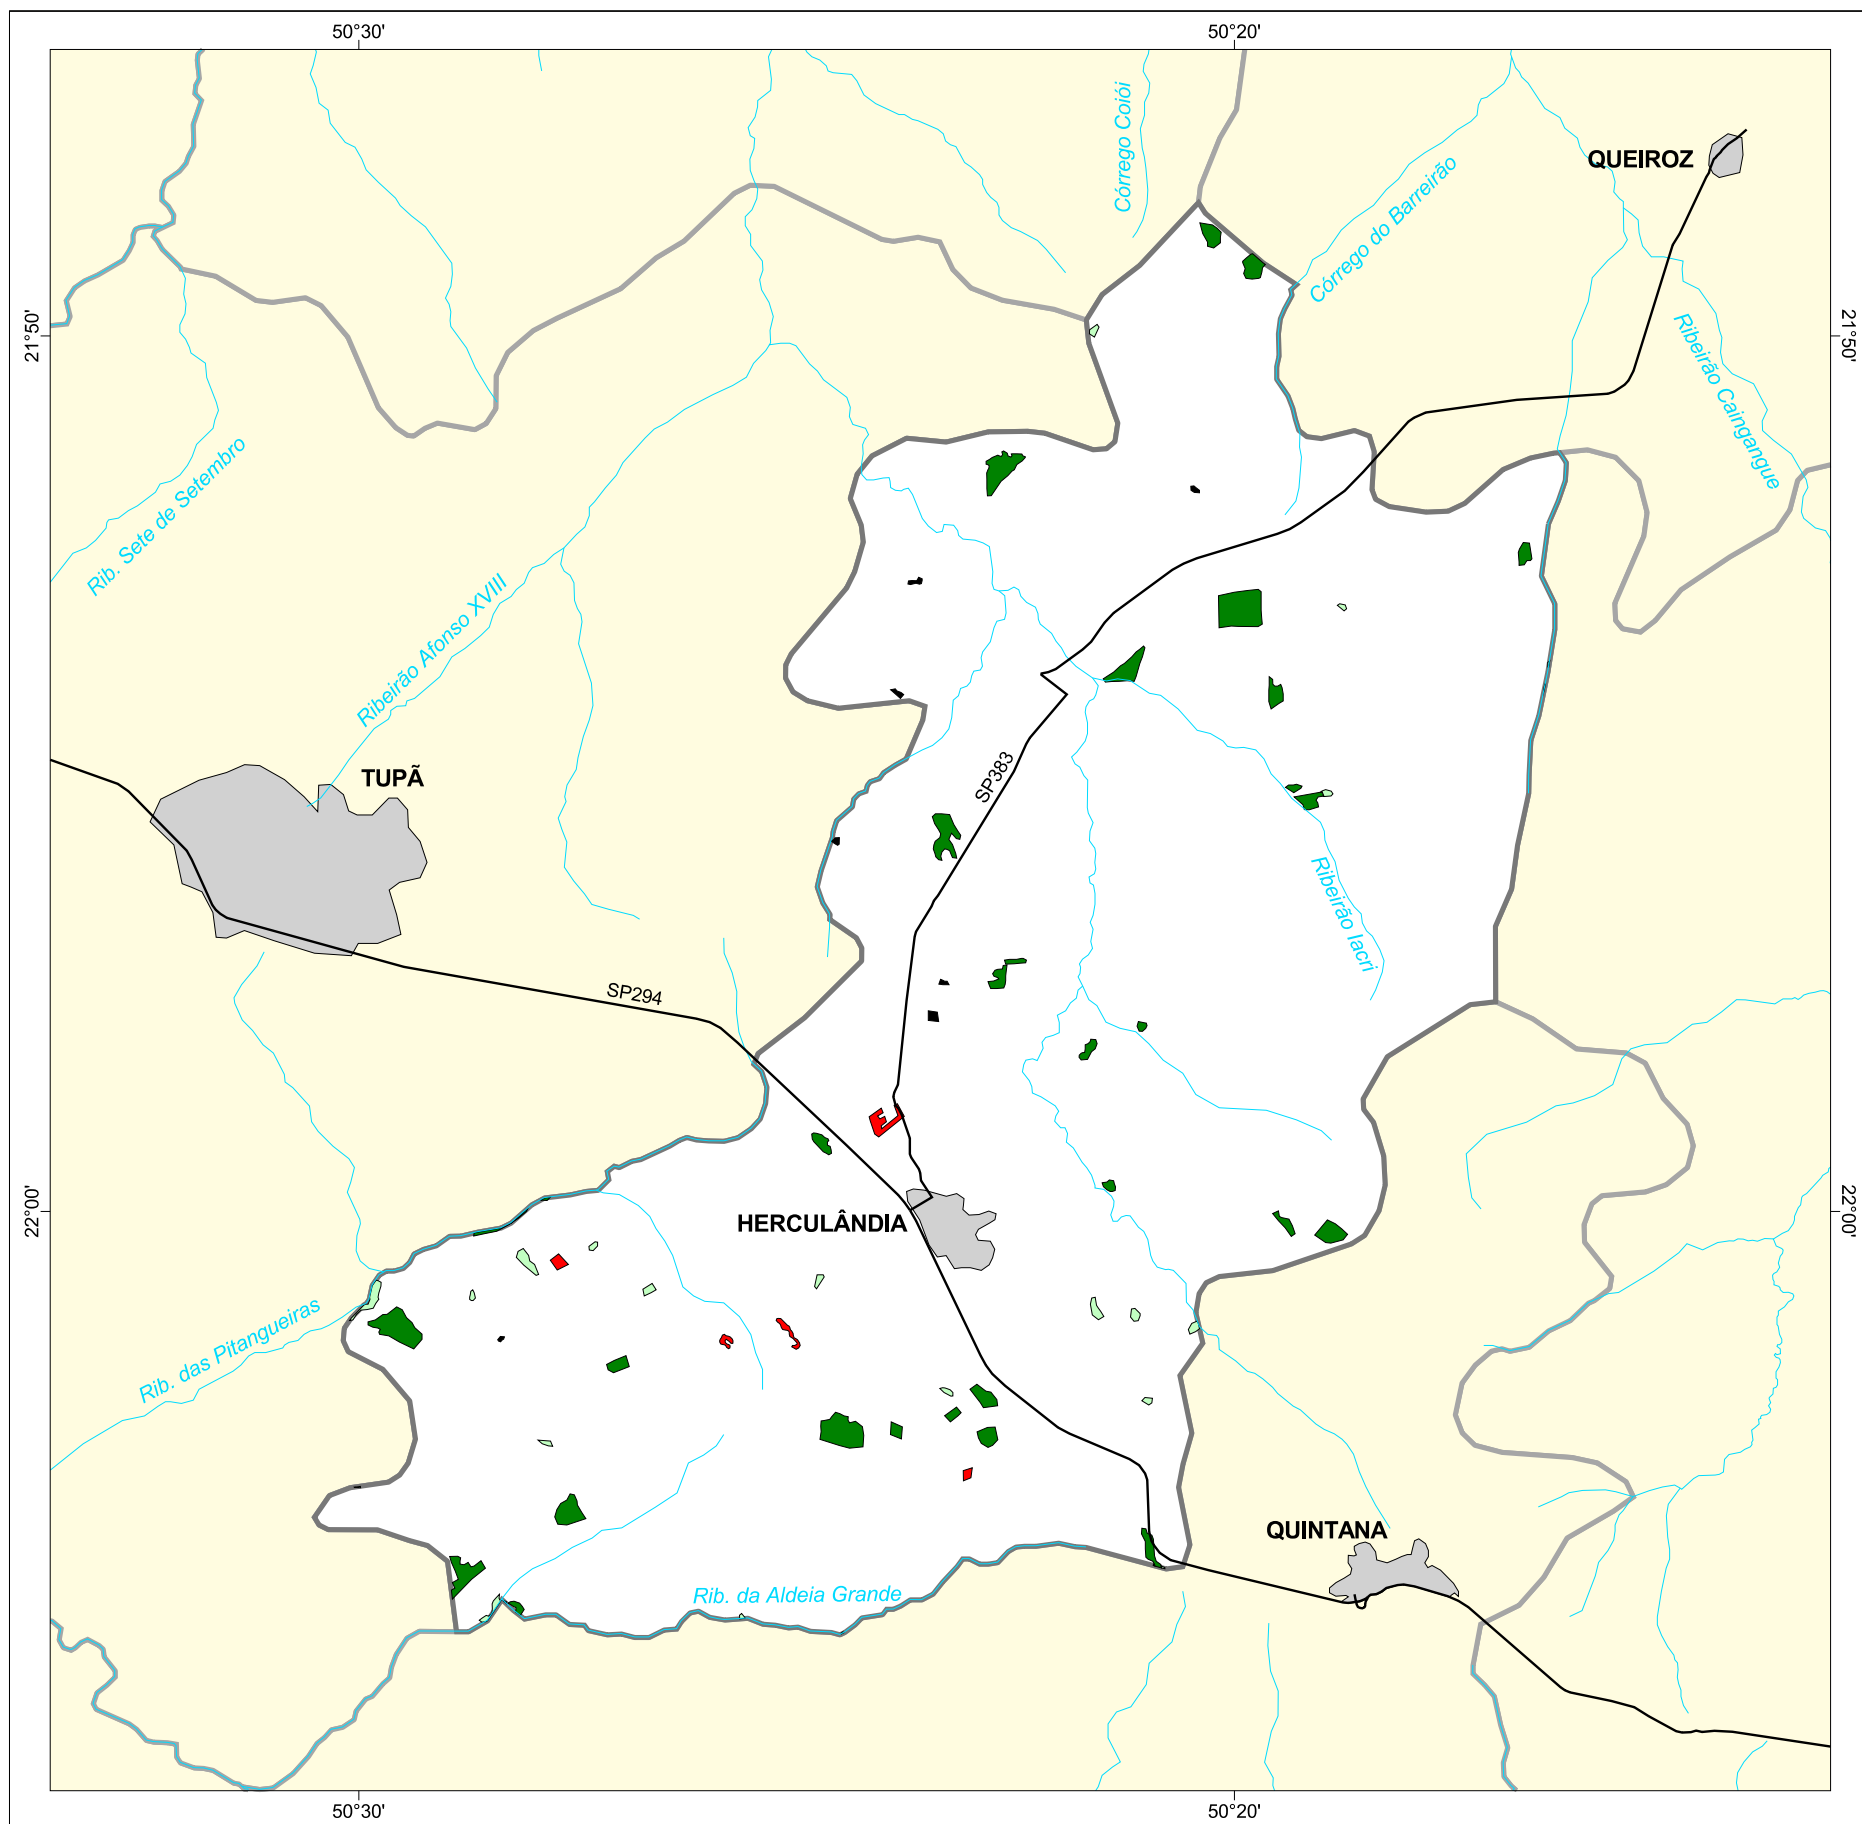 50°30'
50°20'
Córrego Coiói
QUEIROZ
Córrego do Barreirão
21°50'
21°50'
Ribeirão Caingangue
Rib. Sete de Setembro
Ribeirão Afonso XVIII
TUPÃ
SP383
Ribeirão Iacri
SP294
22°00'
HERCULÂNDIA
22°00'
Rib. das Pitangueiras
QUINTANA
Rib. da Aldeia Grande
50°30'
50°20'